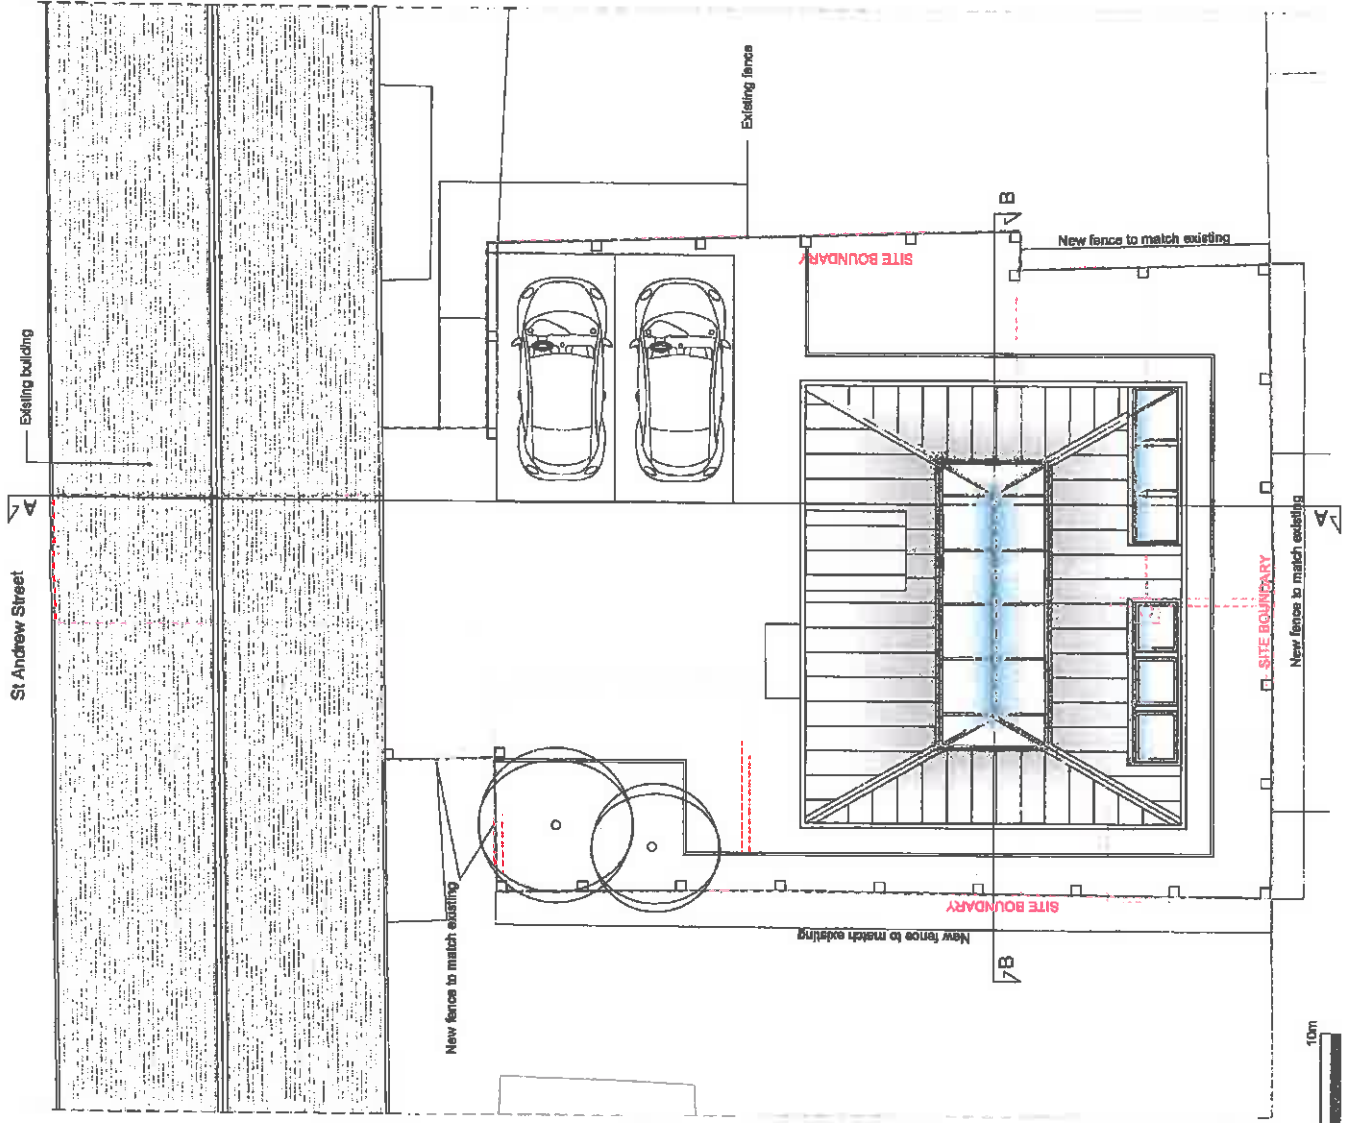 St Andrew Street
A
Existing building
Existing fence
B
New fence to match existing
SITE BOUNDARY
New fence to match existing
SITE BOUNDARY
New fence to match existing
SITE BOUNDARY
New fence to match existing
B
A
10m